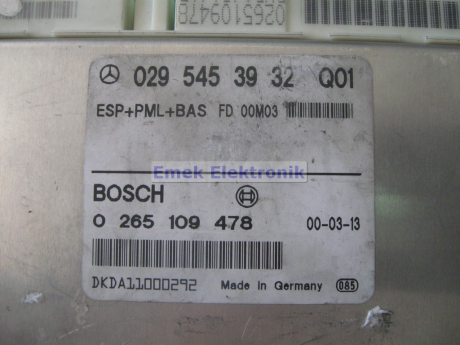 0265109478
029 545 39 32 Q01
ESP+PML+BAS FD 00M03
Emek Elektronik
BOSCH
0 265 109 478 00-03-13
DKDA11000292 Made in Germany 085